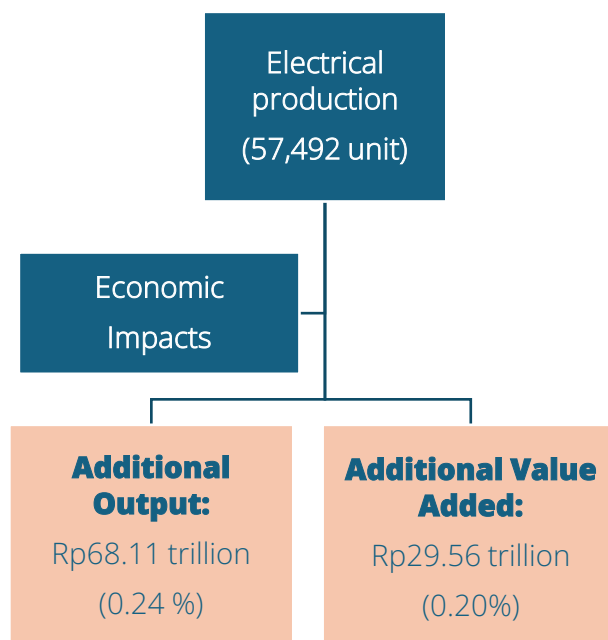 Electrical
production
(57,492 unit)
Economic
Impacts
Additional
Output:
Rp68.11 trillion
(0.24 %)
Additional Value
Added:
Rp29.56 trillion
(0.20%)